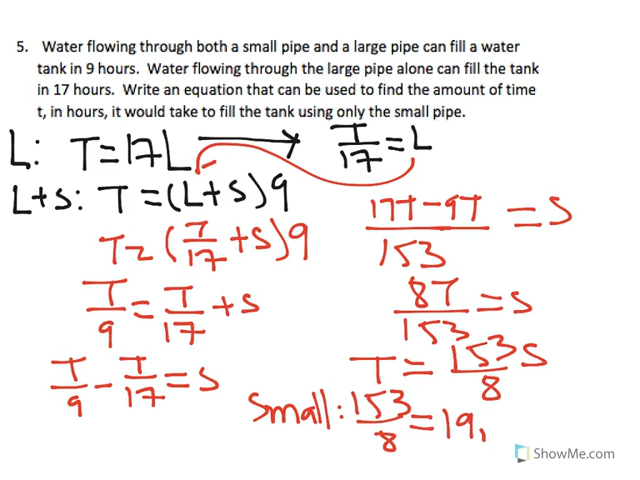 5. Water flowing through both a small pipe and a large pipe can fill a water
tank in 9 hours. Water flowing through the large pipe alone can fill the tank
in 17 hours. Write an equation that can be used to find the amount of time
t, in hours, it would take to fill the tank using only the small pipe.
L: T=17L → T/17=L
L+S: T=(L+S)9
T=(T/17+S)9
T/9=T/17+S
T/9-T/17=S
17T-9T/153=S
8T/153=S
T=153S/8
Small: 153/8=19,
ShowMe.com